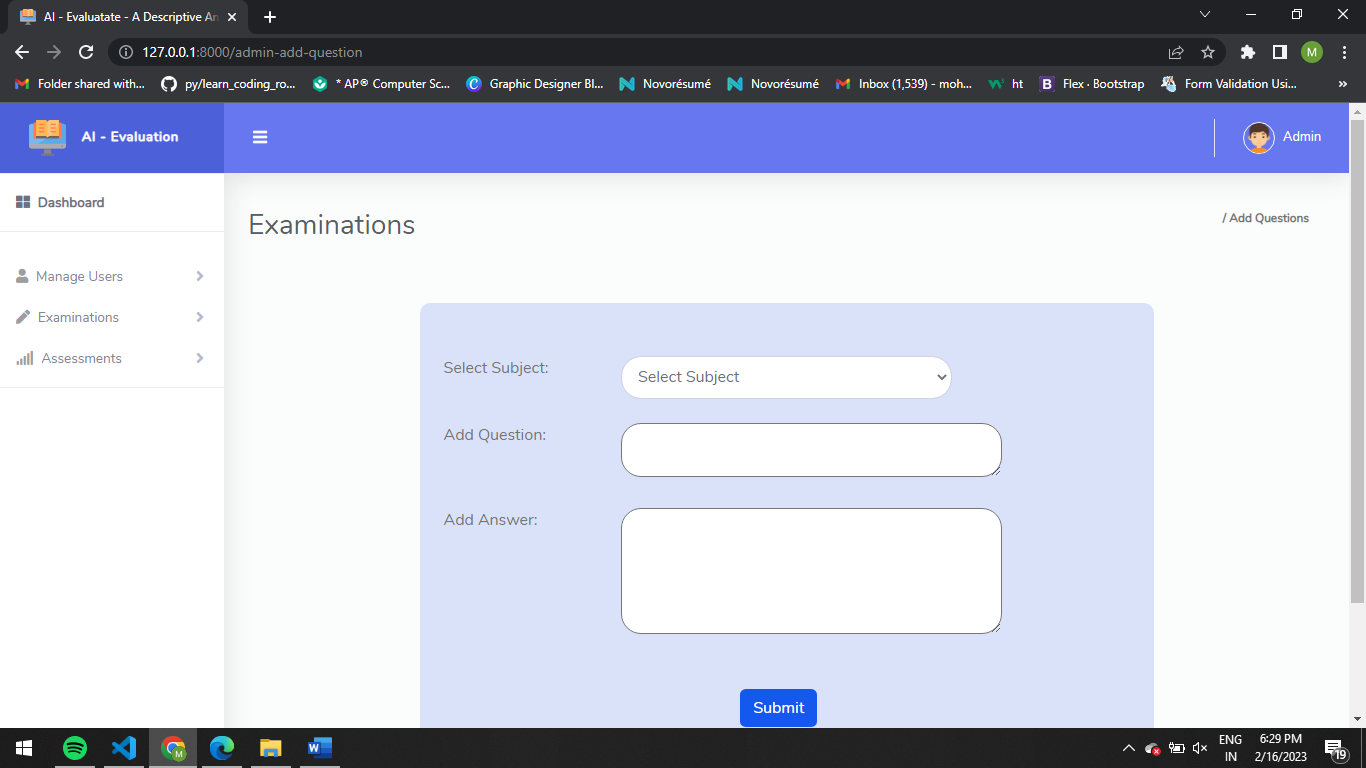 AI - Evaluatate - A Descriptive An
127.0.0.1:8000/admin-add-question
M
Folder shared with...
py/learn_coding_ro...
* AP® Computer Sc...
Graphic Designer Bl...
Novorésumé
Novorésumé
Inbox (1,539) - moh...
ht
Flex · Bootstrap
Form Validation Usi...
»
AI - Evaluation
Admin
Dashboard
Examinations
/ Add Questions
Manage Users
Examinations
Assessments
Select Subject:
Select Subject
Add Question:
Add Answer:
Submit
ENG
IN
6:29 PM
2/16/2023
19